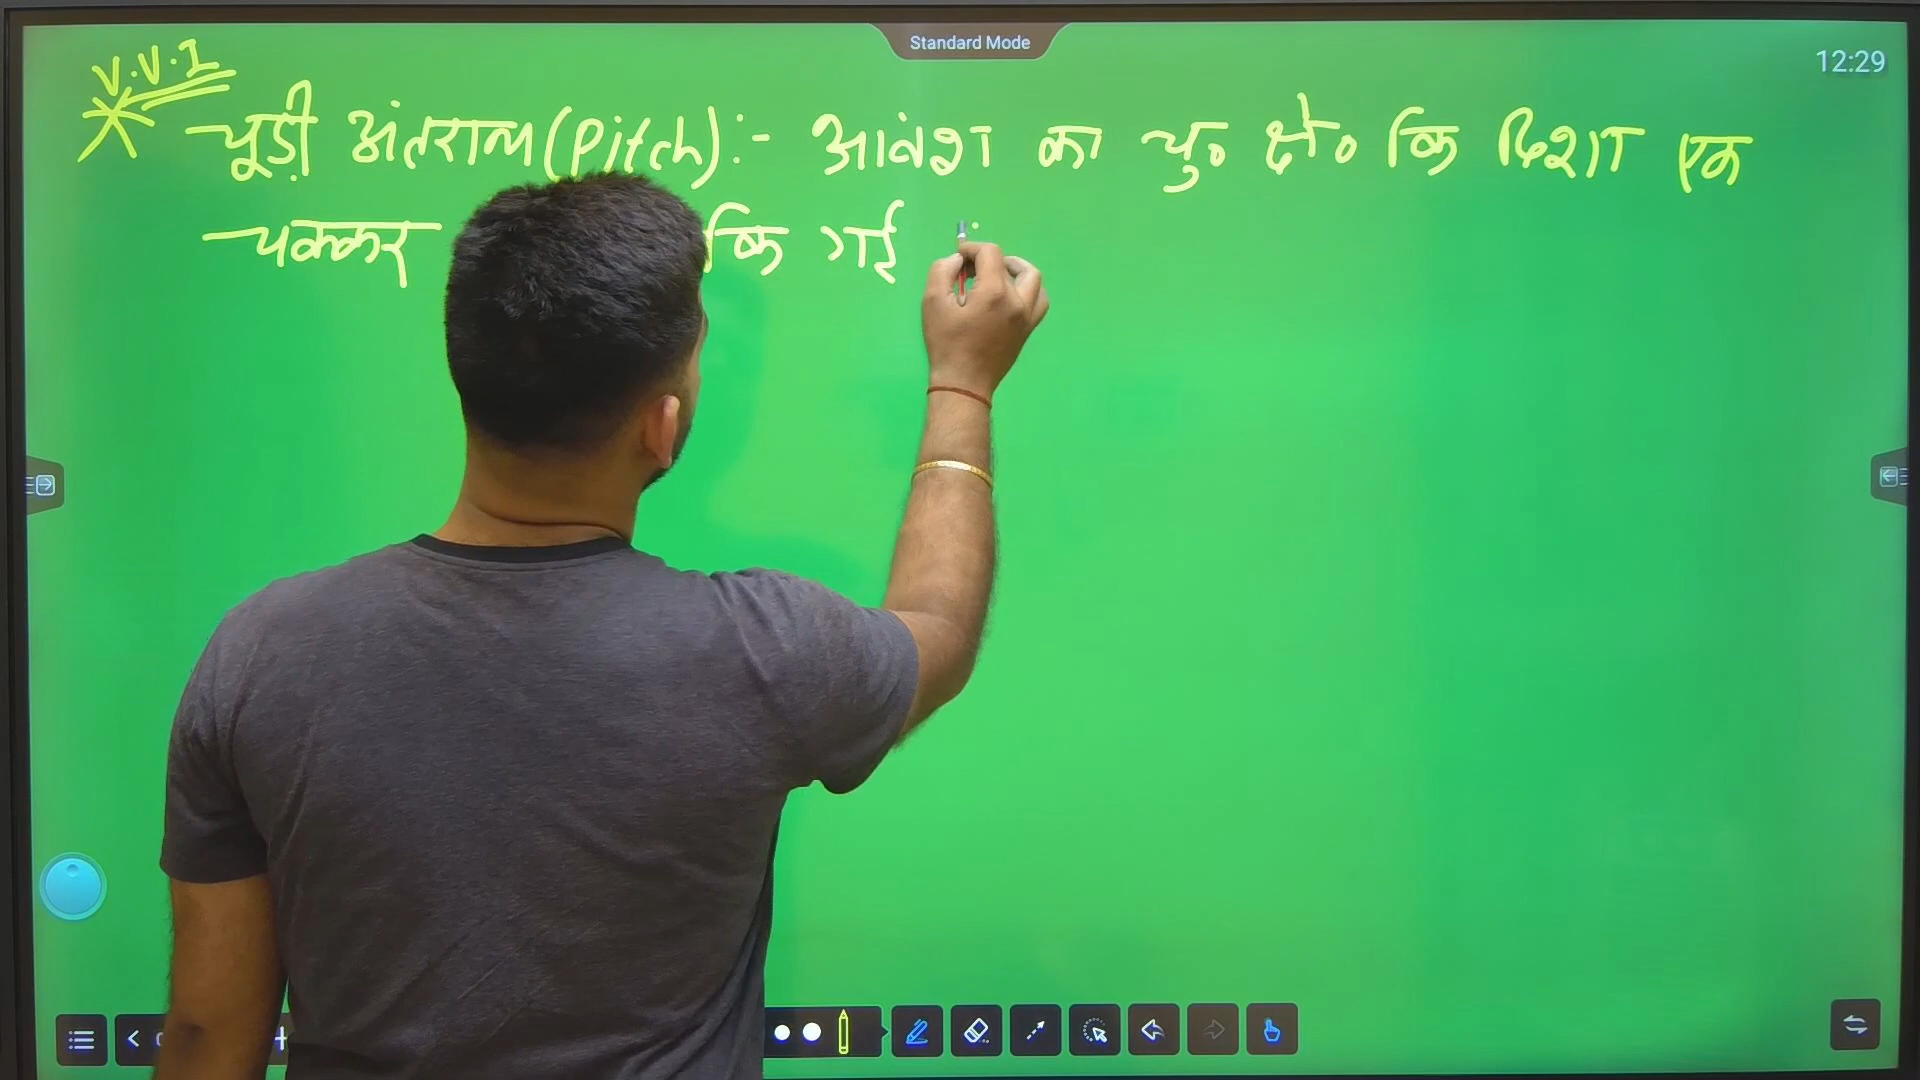 Standard Mode
12:29
V.V.I
चूड़ी अंतराल (Pitch):- आवेश का चु० क्षे० कि दिशा एक
चक्कर कि गई